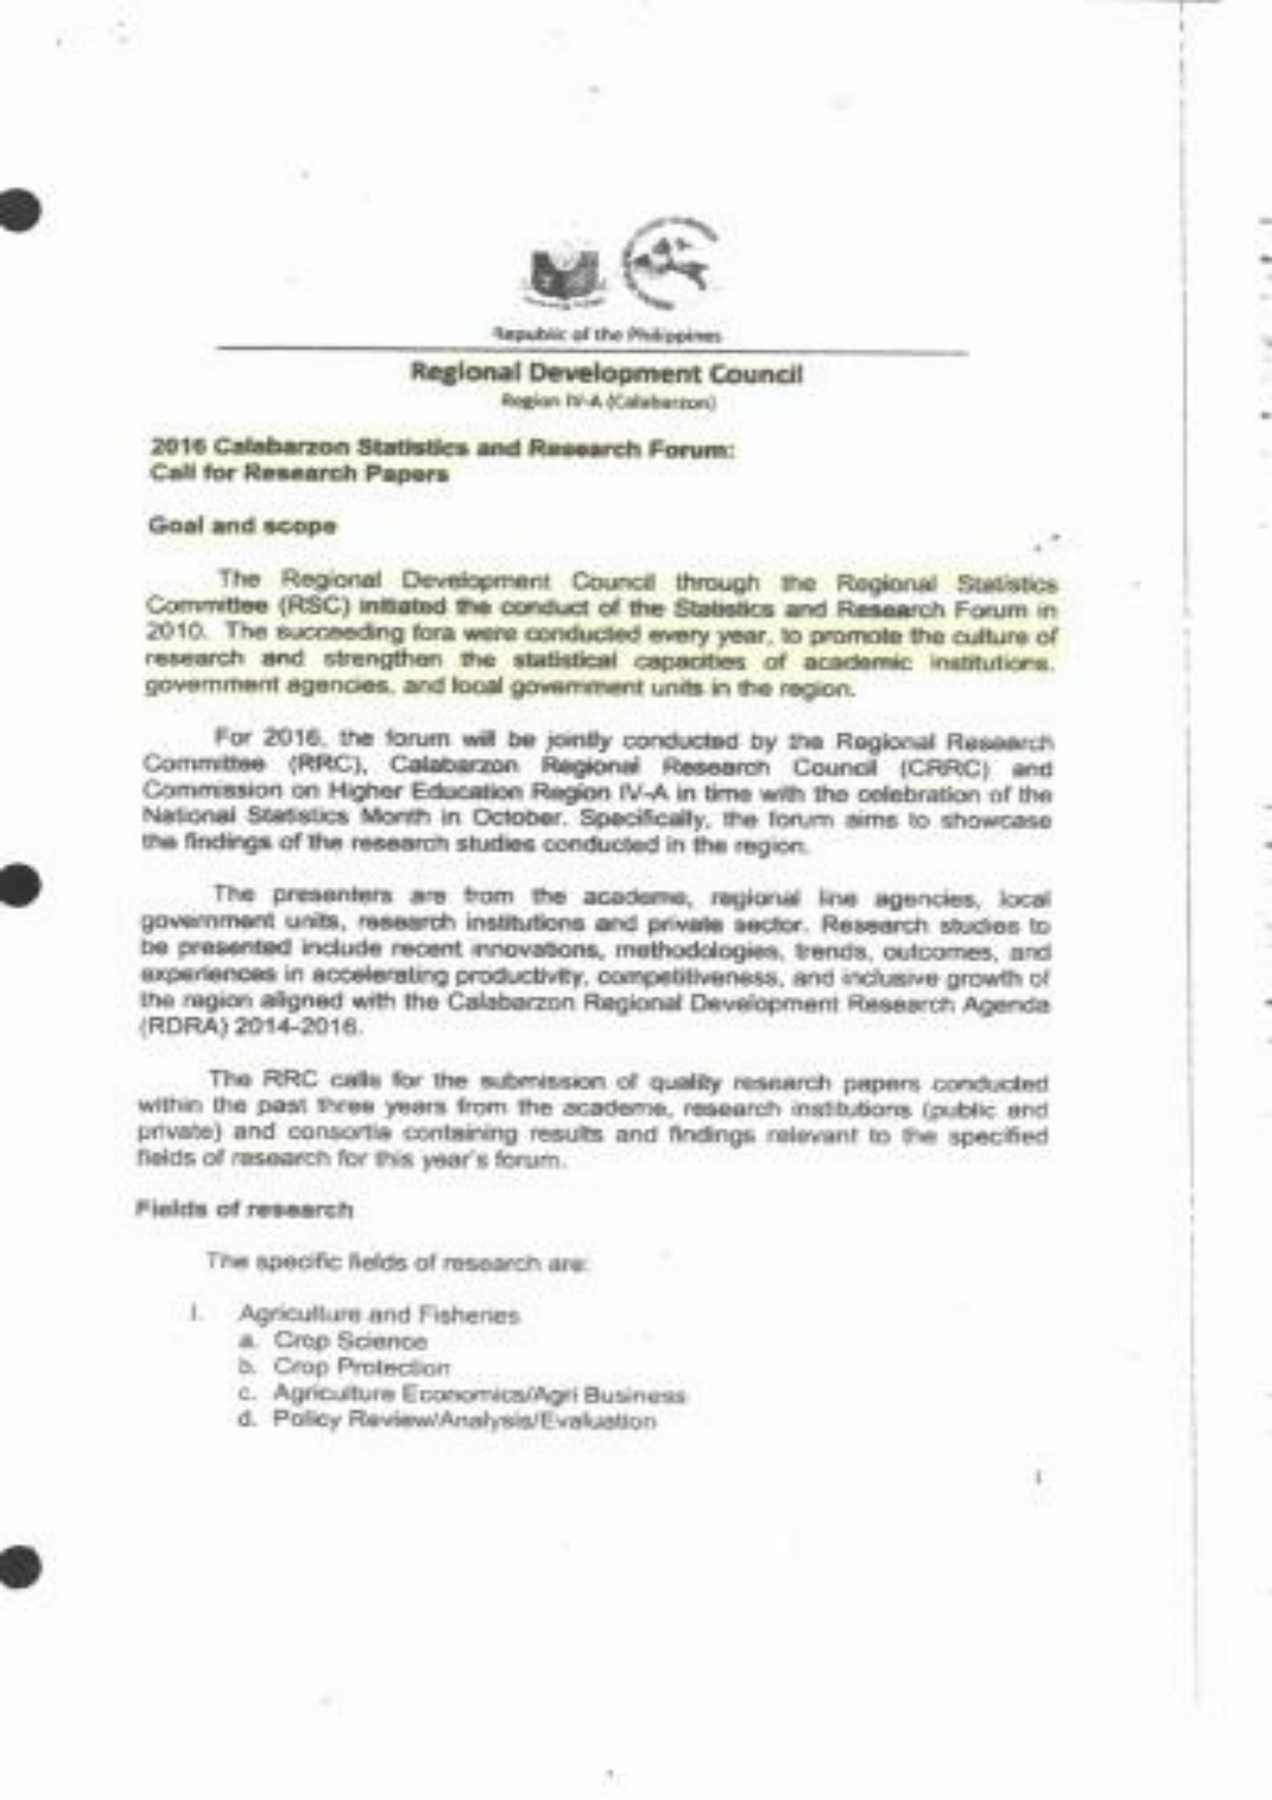 Republic of the Philippines
Regional Development Council
Region IV-A (Calabarzon)
2016 Calabarzon Statistics and Research Forum:
Call for Research Papers
Goal and scope
The Regional Development Council through the Regional Statistics
Committee (RSC) initiated the conduct of the Statistics and Research Forum in
2010. The succeeding fora were conducted every year, to promote the culture of
research and strengthen the statistical capacities of academic institutions,
government agencies, and local government units in the region.
For 2016, the forum will be jointly conducted by the Regional Research
Committee (RRC), Calabarzon Regional Research Council (CRRC) and
Commission on Higher Education Region IV-A in time with the celebration of the
National Statistics Month in October. Specifically, the forum aims to showcase
the findings of the research studies conducted in the region.
The presenters are from the academe, regional line agencies, local
government units, research institutions and private sector. Research studies to
be presented include recent innovations, methodologies, trends, outcomes, and
experiences in accelerating productivity, competitiveness, and inclusive growth of
the region aligned with the Calabarzon Regional Development Research Agenda
(RDRA) 2014-2016.
The RRC calls for the submission of quality research papers conducted
within the past three years from the academe, research institutions (public and
private) and consortia containing results and findings relevant to the specified
fields of research for this year's forum.
Fields of research
The specific fields of research are:
I. Agriculture and Fisheries
a. Crop Science
b. Crop Protection
c. Agriculture Economics/Agri Business
d. Policy Review/Analysis/Evaluation
1